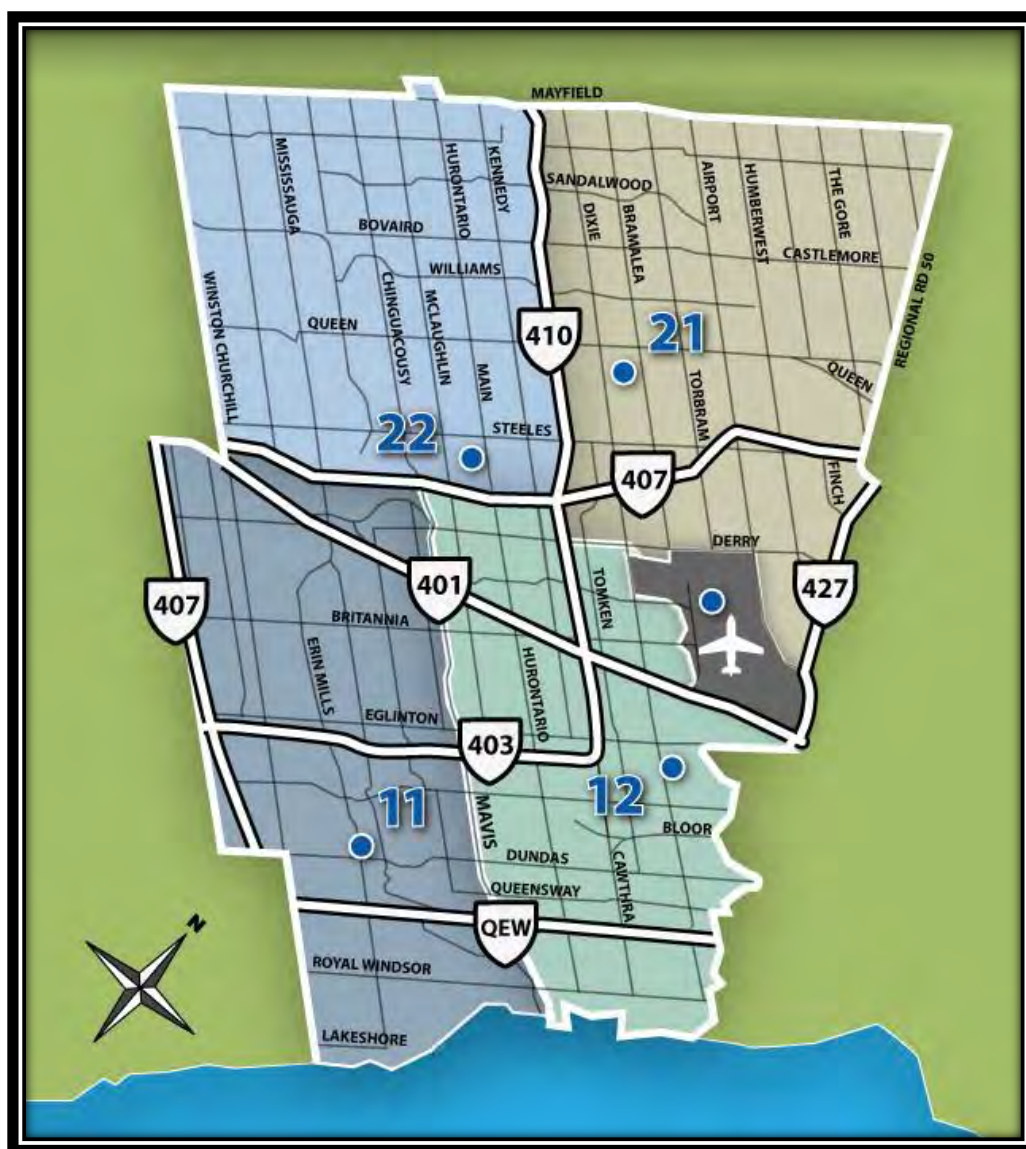 MAYFIELD
MISSISSAUGA
HURONTARIO
KENNEDY
SANDALWOOD
DIXIE
BRAMALEA
AIRPORT
HUMBERWEST
THE GORE
BOVAIRD
CASTLEMORE
WILLIAMS
WINSTON CHURCHILL
CHINGUACOUSY
MCLAUGHLIN
REGIONAL RD 50
QUEEN
410
21
MAIN
TORBRAM
QUEEN
22
STEELES
407
FINCH
DERRY
401
TOMKEN
427
407
BRITANNIA
ERIN MILLS
HURONTARIO
EGLINTON
403
11
MAVIS
12
BLOOR
DUNDAS
CAWTHRA
QUEENSWAY
QEW
N
ROYAL WINDSOR
LAKESHORE